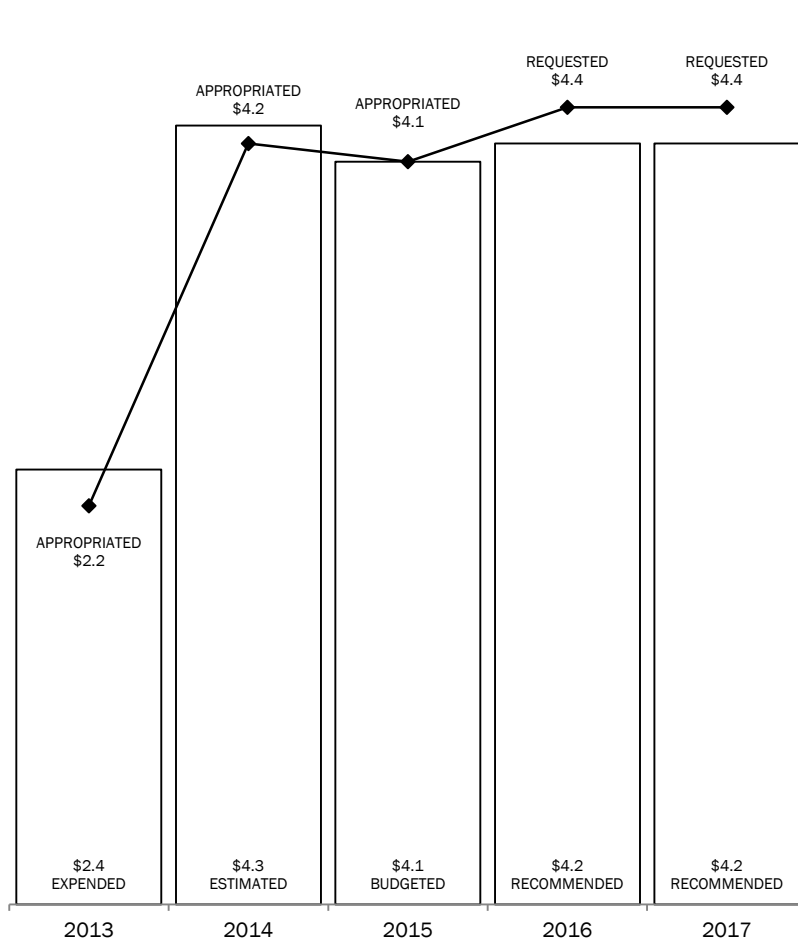 REQUESTED
$4.4
REQUESTED
$4.4
APPROPRIATED
$4.2
APPROPRIATED
$4.1
APPROPRIATED
$2.2
$2.4
EXPENDED
$4.3
ESTIMATED
$4.1
BUDGETED
$4.2
RECOMMENDED
$4.2
RECOMMENDED
2013
2014
2015
2016
2017